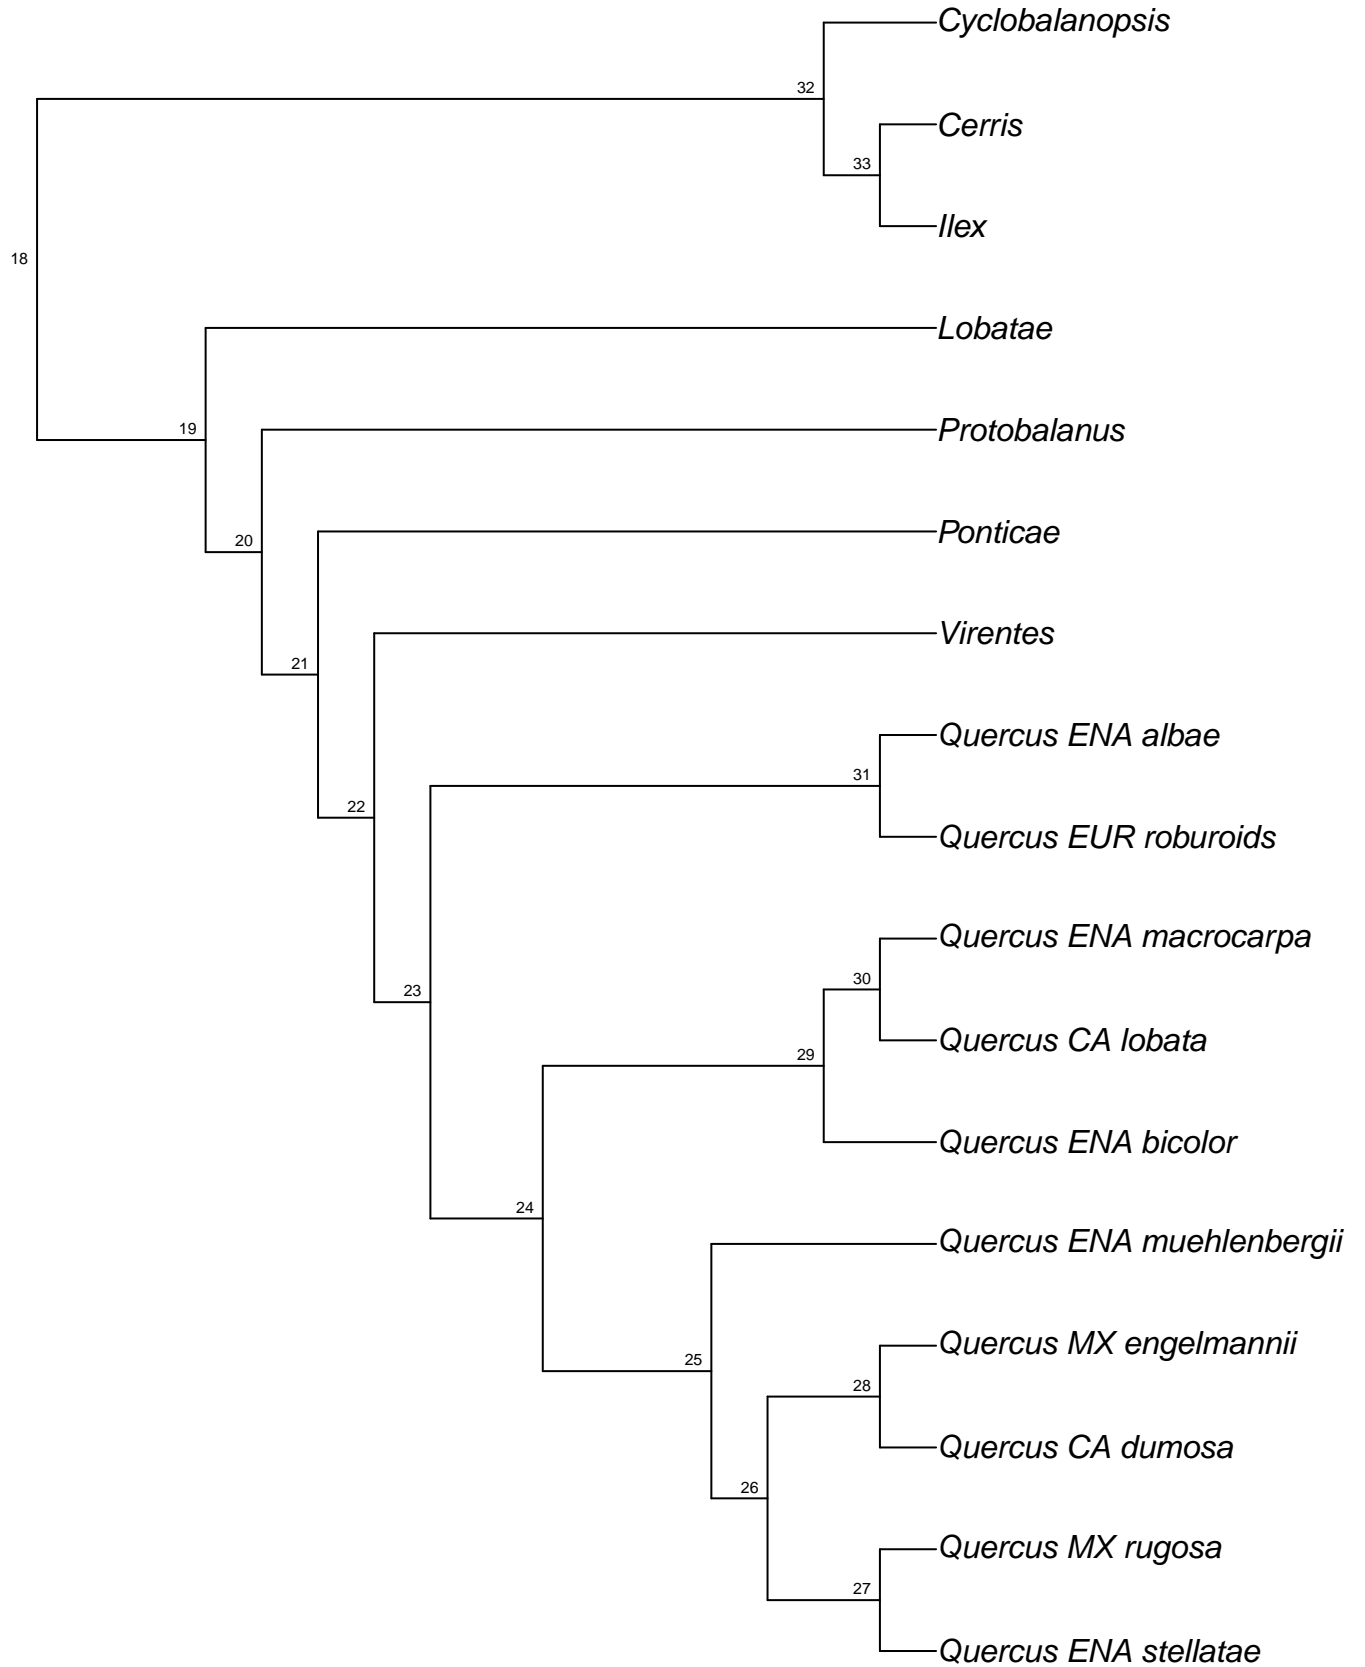 Cyclobalanopsis
32
Cerris
33
Ilex
18
Lobatae
19
Protobalanus
20
Ponticae
21
Virentes
22
Quercus ENA albae
31
Quercus EUR roburoids
23
Quercus ENA macrocarpa
30
Quercus CA lobata
29
Quercus ENA bicolor
24
Quercus ENA muehlenbergii
25
Quercus MX engelmannii
28
Quercus CA dumosa
26
Quercus MX rugosa
27
Quercus ENA stellatae